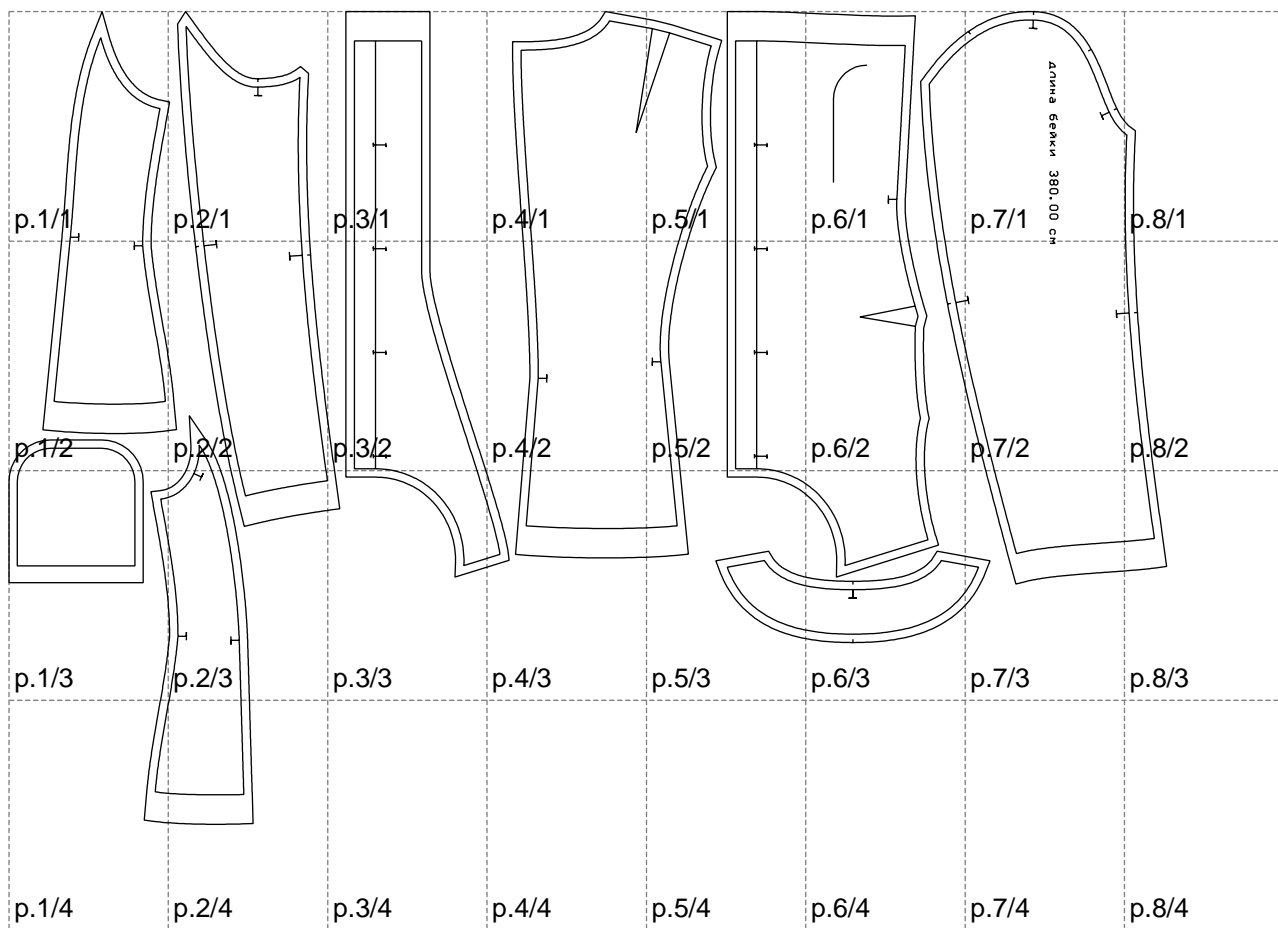 длина бейки 380.00 см
p.1/1 p.2/1 p.3/1 p.4/1 p.5/1 p.6/1 p.7/1 p.8/1
p.1/2 p.2/2 p.3/2 p.4/2 p.5/2 p.6/2 p.7/2 p.8/2
p.1/3 p.2/3 p.3/3 p.4/3 p.5/3 p.6/3 p.7/3 p.8/3
p.1/4 p.2/4 p.3/4 p.4/4 p.5/4 p.6/4 p.7/4 p.8/4